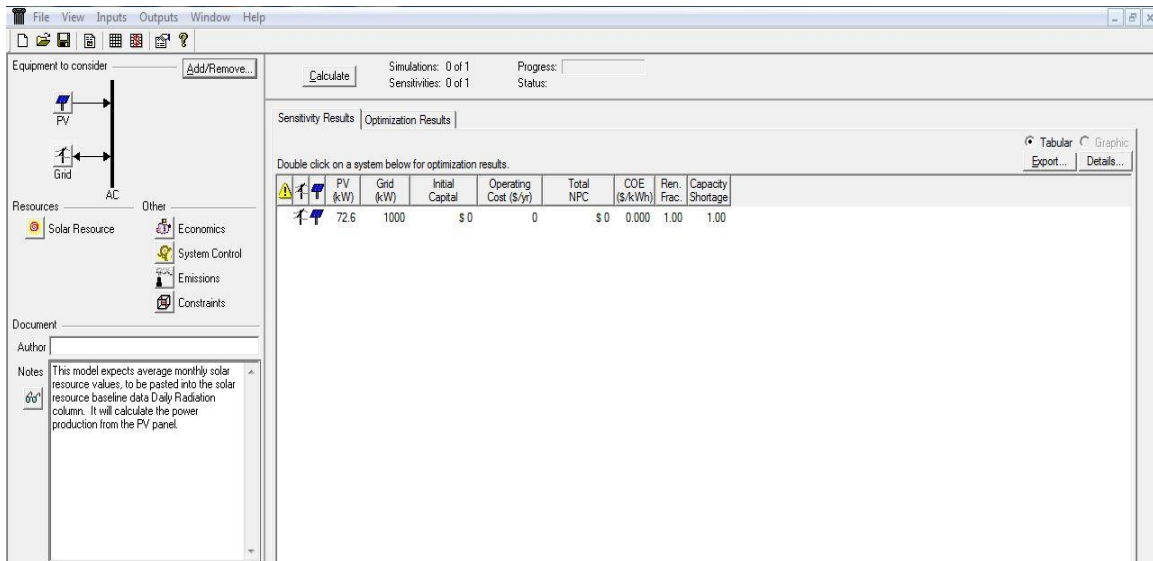 File View Inputs Outputs Window Help
Equipment to consider
Add/Remove...
PV
Grid
AC
Resources
Other
Solar Resource
Economics
System Control
Emissions
Constraints
Document
Author
Notes
This model expects average monthly solar
resource values, to be pasted into the solar
resource baseline data Daily Radiation
column. It will calculate the power
production from the PV panel.
Calculate
Simulations: 0 of 1 Progress:
Sensitivities: 0 of 1 Status:
Sensitivity Results Optimization Results
Tabular Graphic
Double click on a system below for optimization results.
Export... Details...
PV Grid Initial Operating Total COE Ren. Capacity
(kW) (kW) Capital Cost ($/yr) NPC ($/kWh) Frac. Shortage
72.6 1000 $ 0 0 $ 0 0.000 1.00 1.00